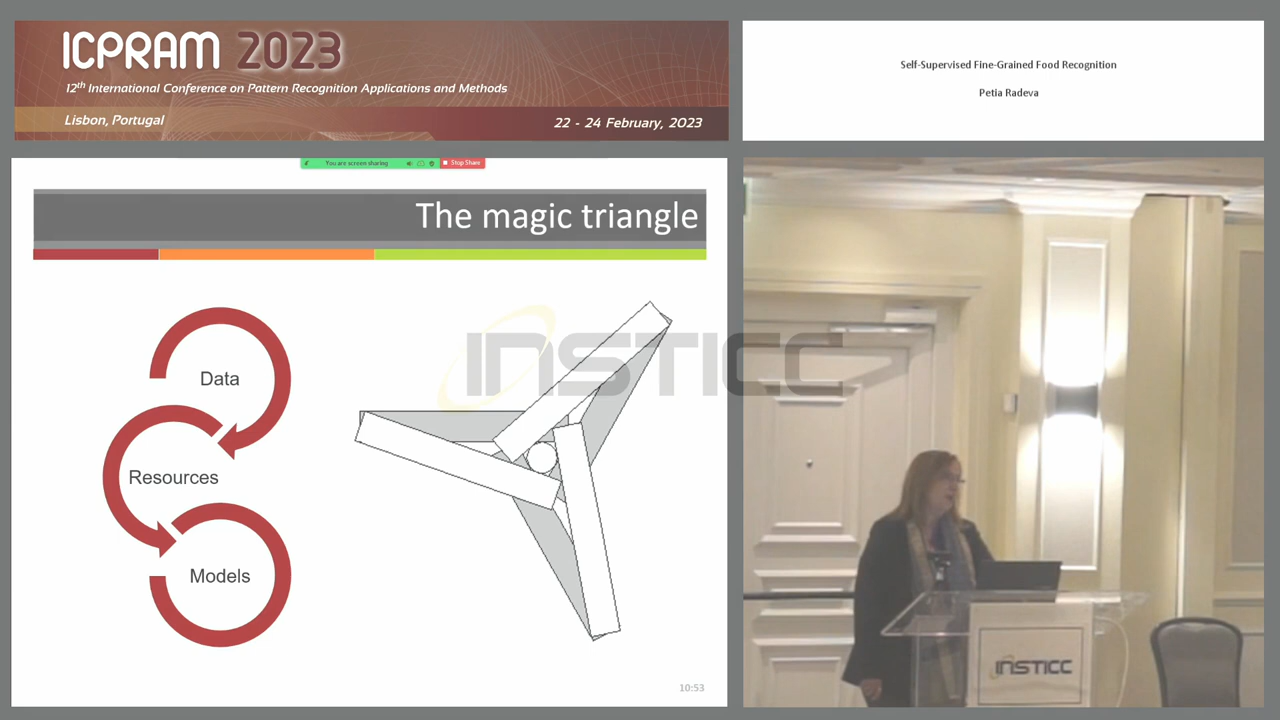 ICPRAM 2023
12th International Conference on Pattern Recognition Applications and Methods
Lisbon, Portugal
22 - 24 February, 2023
Self-Supervised Fine-Grained Food Recognition
Petia Radeva
You are screen sharing
Stop Share
The magic triangle
INSTICC
Data
Resources
Models
10:53
INSTICC